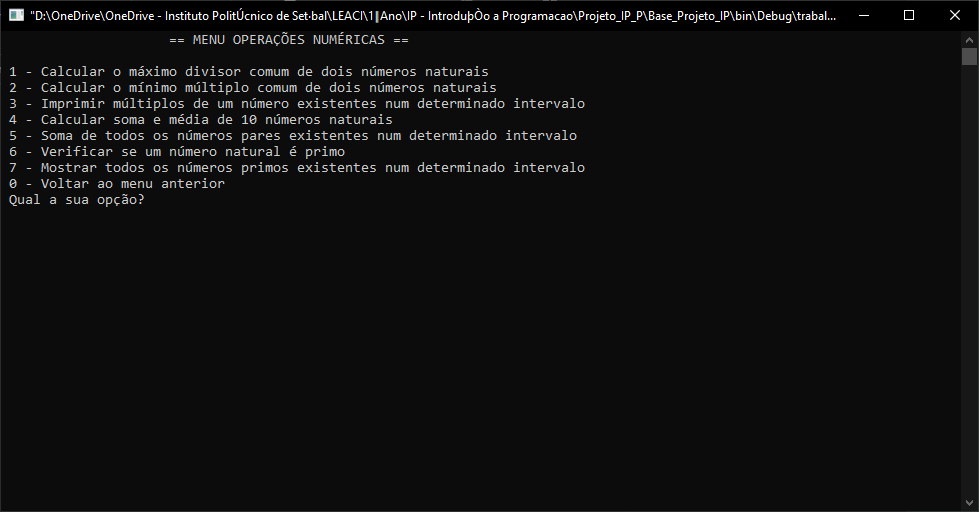 "D:\OneDrive\OneDrive - Instituto PolitÚcnico de Set·bal\LEACI\1║Ano\IP - IntroduþÒo a Programacao\Projeto_IP_P\Base_Projeto_IP\bin\Debug\trabal...
== MENU OPERAÇÕES NUMÉRICAS ==
1 - Calcular o máximo divisor comum de dois números naturais
2 - Calcular o mínimo múltiplo comum de dois números naturais
3 - Imprimir múltiplos de um número existentes num determinado intervalo
4 - Calcular soma e média de 10 números naturais
5 - Soma de todos os números pares existentes num determinado intervalo
6 - Verificar se um número natural é primo
7 - Mostrar todos os números primos existentes num determinado intervalo
0 - Voltar ao menu anterior
Qual a sua opção?